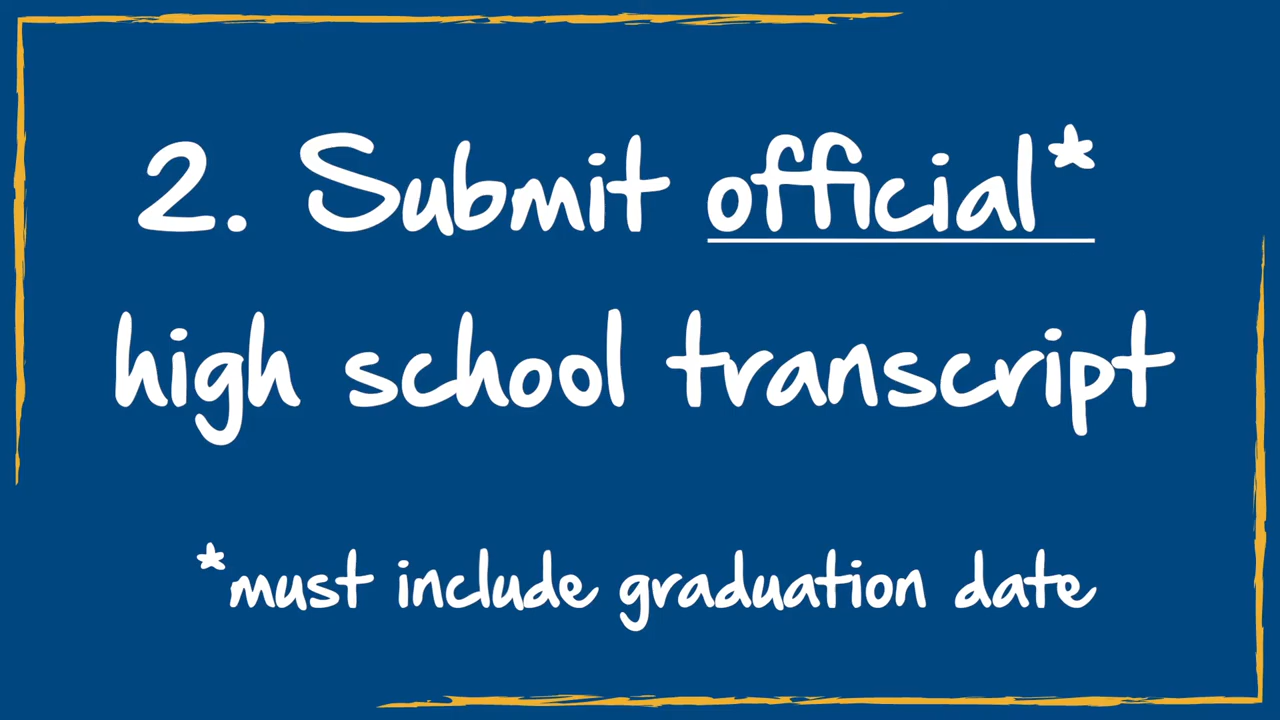 2. Submit official*
high school transcript
*must include graduation date